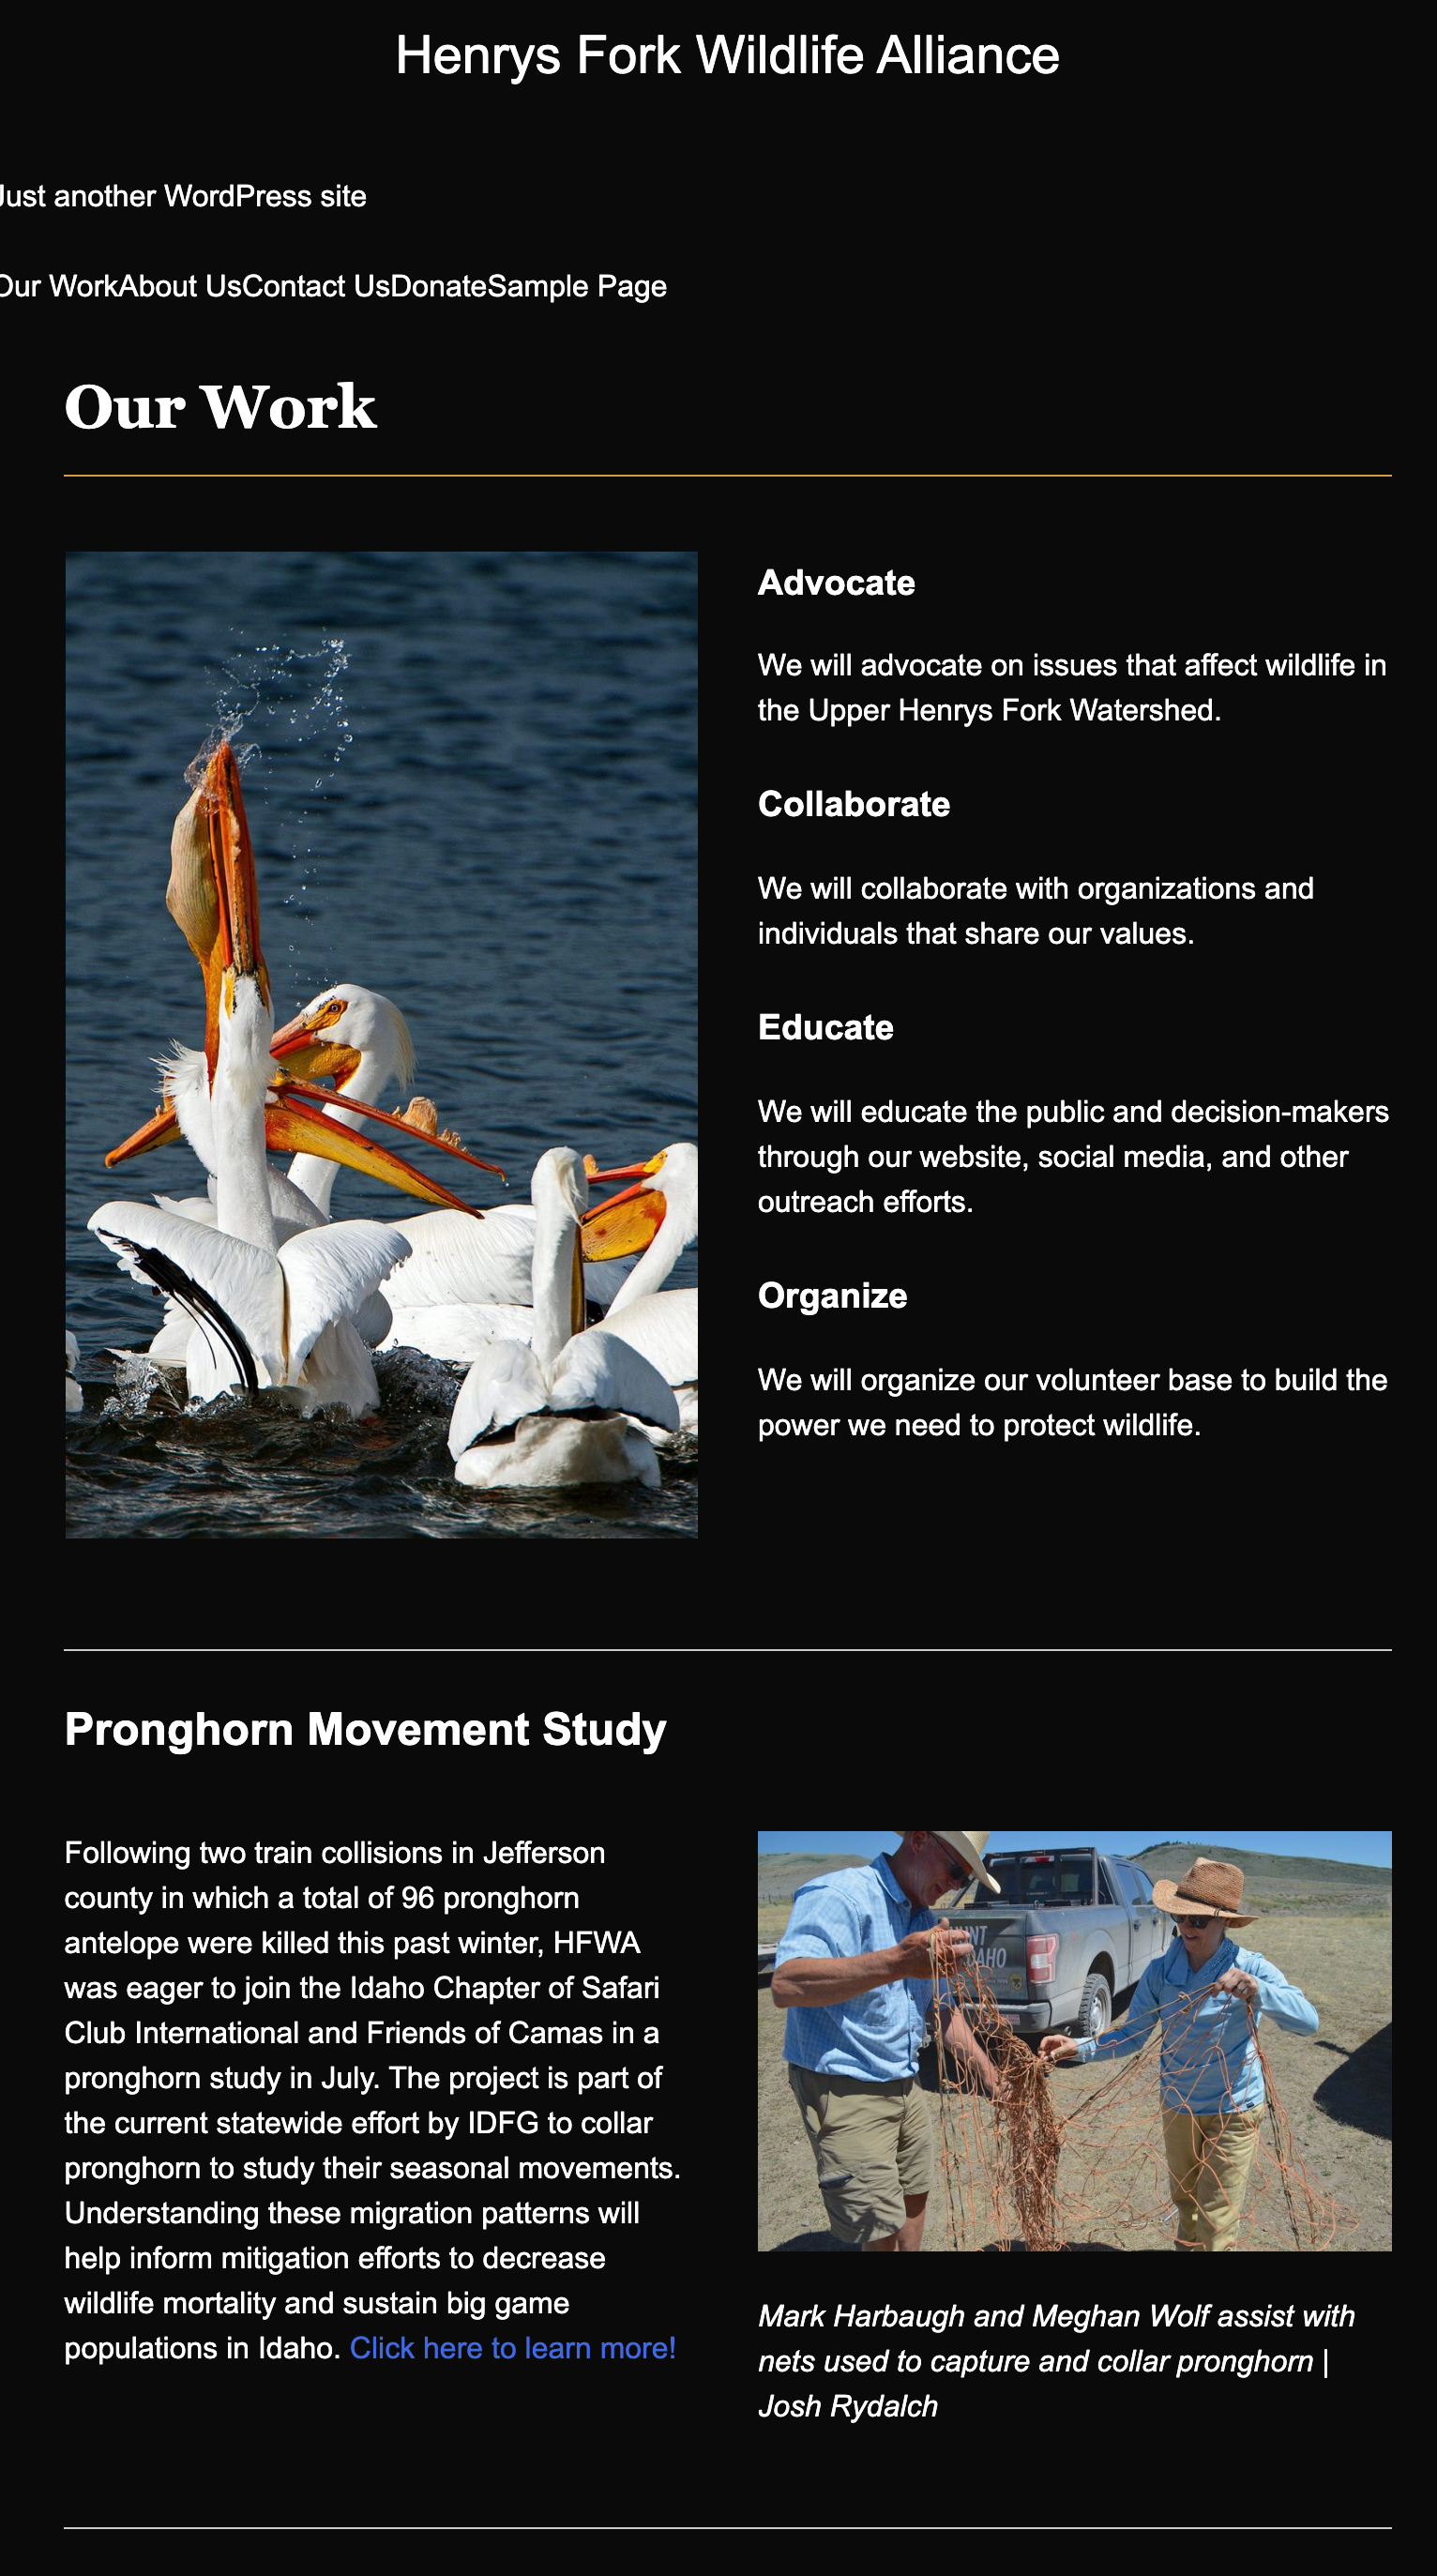 Henrys Fork Wildlife Alliance
Just another WordPress site
Our WorkAbout UsContact UsDonateSample Page
Our Work
Advocate
We will advocate on issues that affect wildlife in
the Upper Henrys Fork Watershed.
Collaborate
We will collaborate with organizations and
individuals that share our values.
Educate
We will educate the public and decision-makers
through our website, social media, and other
outreach efforts.
Organize
We will organize our volunteer base to build the
power we need to protect wildlife.
Pronghorn Movement Study
Following two train collisions in Jefferson
county in which a total of 96 pronghorn
antelope were killed this past winter, HFWA
was eager to join the Idaho Chapter of Safari
Club International and Friends of Camas in a
pronghorn study in July. The project is part of
the current statewide effort by IDFG to collar
pronghorn to study their seasonal movements.
Understanding these migration patterns will
help inform mitigation efforts to decrease
wildlife mortality and sustain big game
populations in Idaho. Click here to learn more!
Mark Harbaugh and Meghan Wolf assist with
nets used to capture and collar pronghorn |
Josh Rydalch